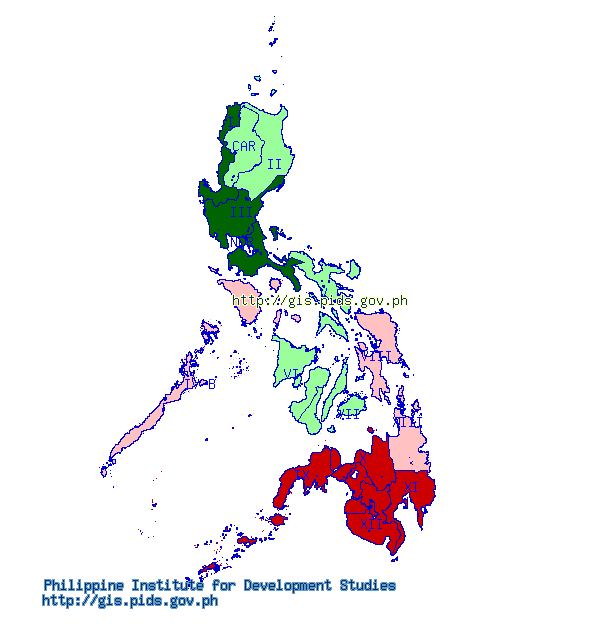 CAR
II
III
http://gis.pids.gov.ph
VIII
VI
IV-B
VII
XIII
Philippine Institute for Development Studies
http://gis.pids.gov.ph